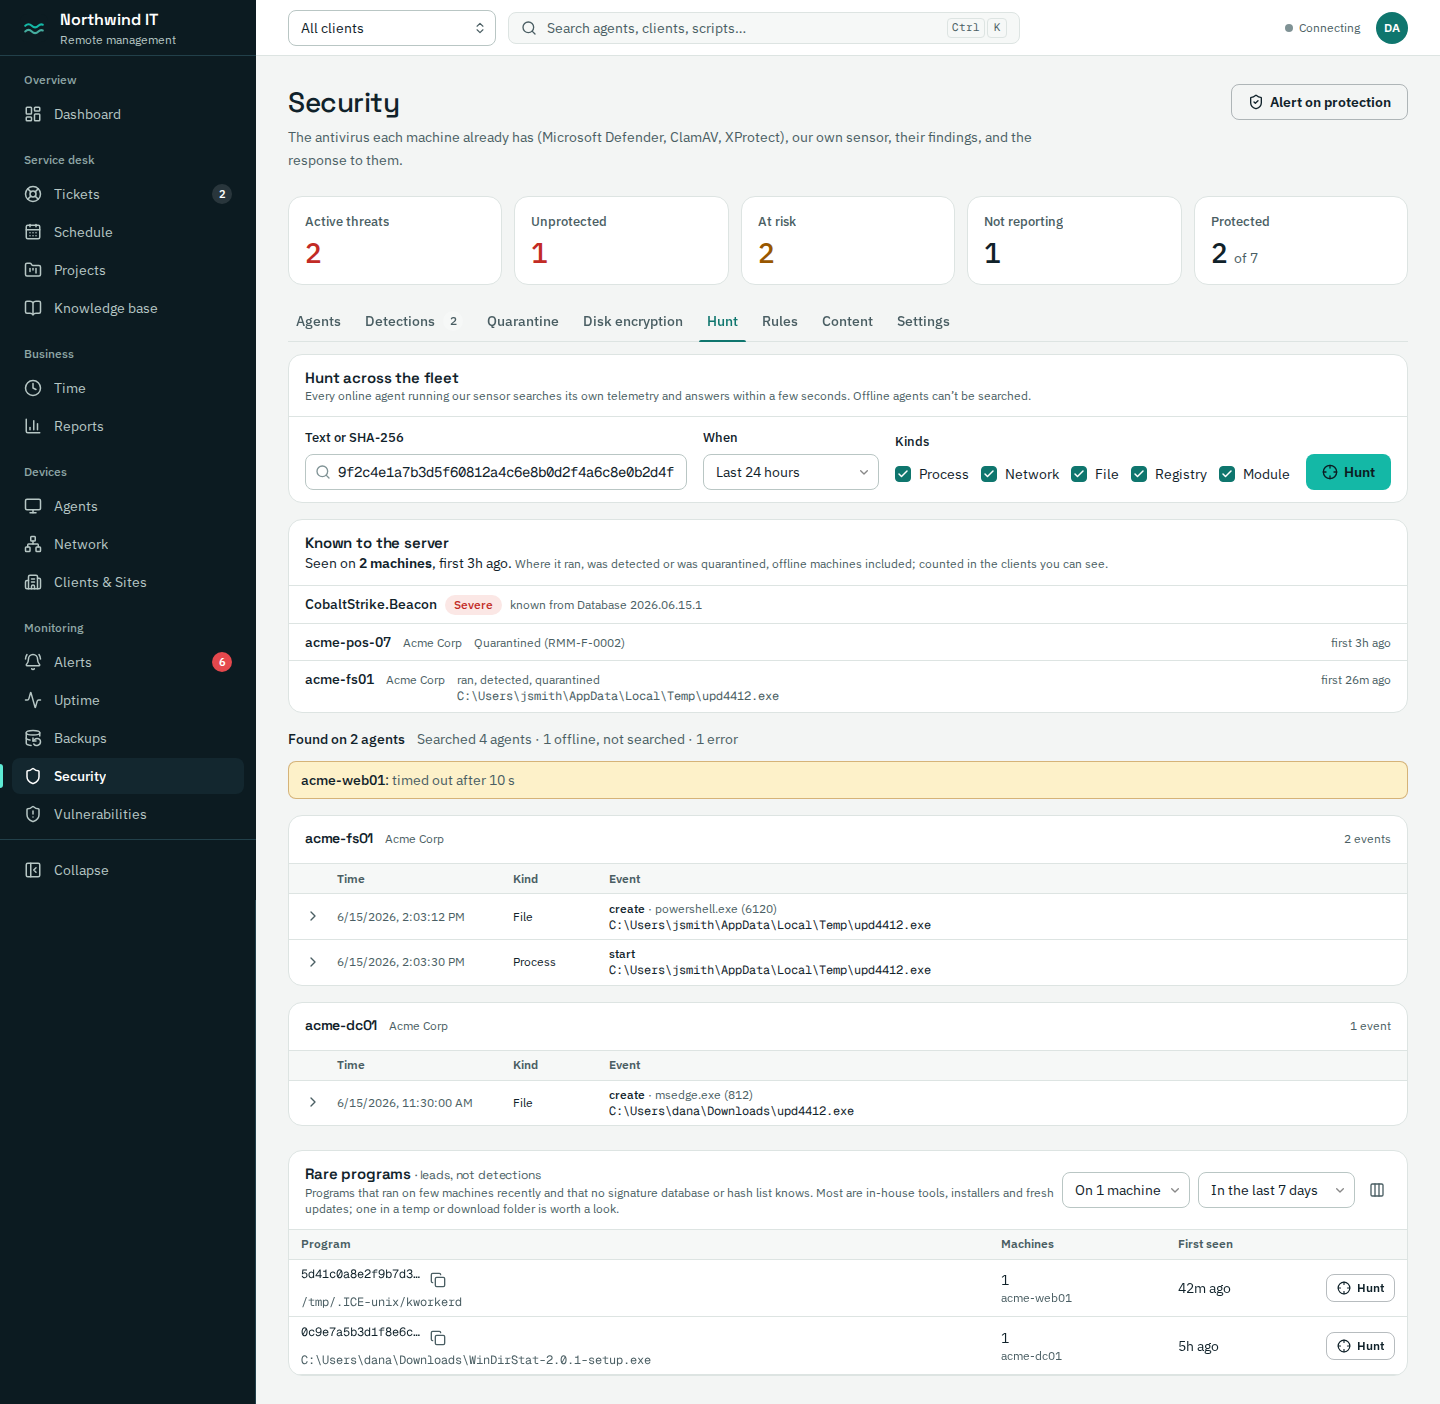 Northwind IT
Remote management
All clients
Search agents, clients, scripts...
Ctrl K
Connecting
DA
Overview
Dashboard
Service desk
Tickets 2
Schedule
Projects
Knowledge base
Business
Time
Reports
Devices
Agents
Network
Clients & Sites
Monitoring
Alerts 6
Uptime
Backups
Security
Vulnerabilities
Collapse
Security
Alert on protection
The antivirus each machine already has (Microsoft Defender, ClamAV, XProtect), our own sensor, their findings, and the
response to them.
Active threats
2
Unprotected
1
At risk
2
Not reporting
1
Protected
2 of 7
Agents Detections 2 Quarantine Disk encryption Hunt Rules Content Settings
Hunt across the fleet
Every online agent running our sensor searches its own telemetry and answers within a few seconds. Offline agents can't be searched.
Text or SHA-256 When Kinds
9f2c4e1a7b3d5f60812a4c6e8b0d2f4a6c8e0b2d4f Last 24 hours Process Network File Registry Module Hunt
Known to the server
Seen on 2 machines, first 3h ago. Where it ran, was detected or was quarantined, offline machines included; counted in the clients you can see.
CobaltStrike.Beacon Severe known from Database 2026.06.15.1
acme-pos-07 Acme Corp Quarantined (RMM-F-0002) first 3h ago
acme-fs01 Acme Corp ran, detected, quarantined first 26m ago
C:\Users\jsmith\AppData\Local\Temp\upd4412.exe
Found on 2 agents Searched 4 agents · 1 offline, not searched · 1 error
acme-web01: timed out after 10 s
acme-fs01 Acme Corp 2 events
Time Kind Event
6/15/2026, 2:03:12 PM File create · powershell.exe (6120)
C:\Users\jsmith\AppData\Local\Temp\upd4412.exe
6/15/2026, 2:03:30 PM Process start
C:\Users\jsmith\AppData\Local\Temp\upd4412.exe
acme-dc01 Acme Corp 1 event
Time Kind Event
6/15/2026, 11:30:00 AM File create · msedge.exe (812)
C:\Users\dana\Downloads\upd4412.exe
Rare programs · leads, not detections
Programs that ran on few machines recently and that no signature database or hash list knows. Most are in-house tools, installers and fresh
updates; one in a temp or download folder is worth a look.
On 1 machine In the last 7 days
Program Machines First seen
5d41c0a8e2f9b7d3… 1 42m ago Hunt
/tmp/.ICE-unix/kworkerd acme-web01
0c9e7a5b3d1f8e6c… 1 5h ago Hunt
C:\Users\dana\Downloads\WinDirStat-2.0.1-setup.exe acme-dc01